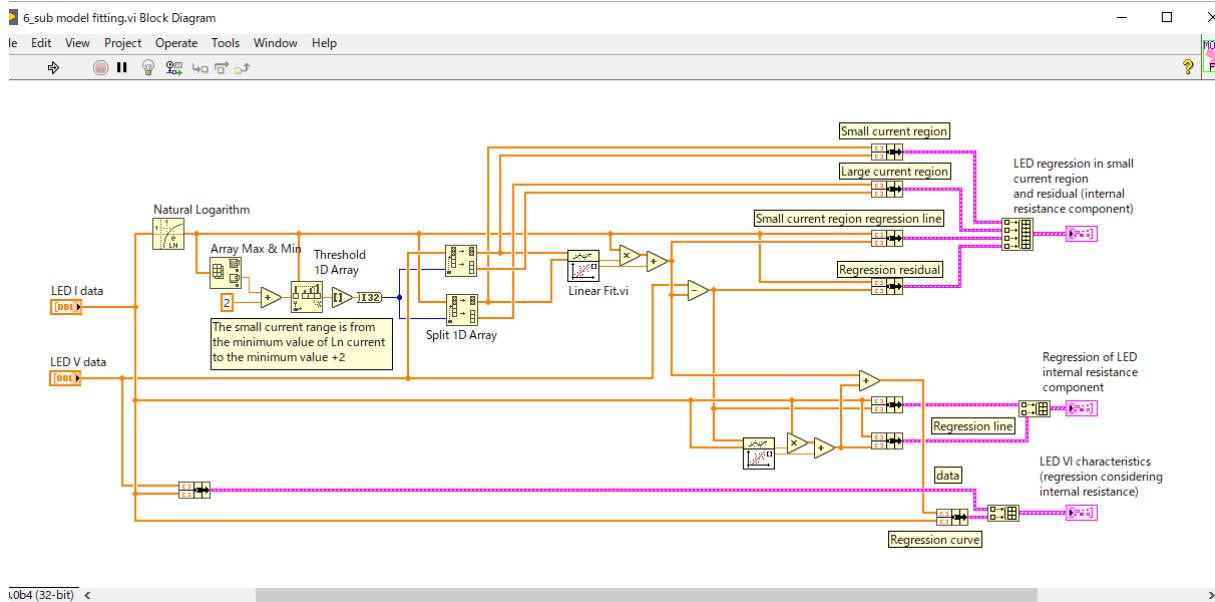 6_sub model fitting.vi Block Diagram
le Edit View Project Operate Tools Window Help
MO
F
Small current region
Large current region
LED regression in small
current region
and residual (internal
resistance component)
Natural Logarithm
LN
Small current region regression line
Array Max & Min
Threshold
1D Array
Regression residual
Linear Fit.vi
LED I data
DBL
2
I32
The small current range is from
the minimum value of Ln current
to the minimum value +2
Split 1D Array
LED V data
DBL
Regression of LED
internal resistance
component
Regression line
LED VI characteristics
(regression considering
internal resistance)
data
Regression curve
.0b4 (32-bit)